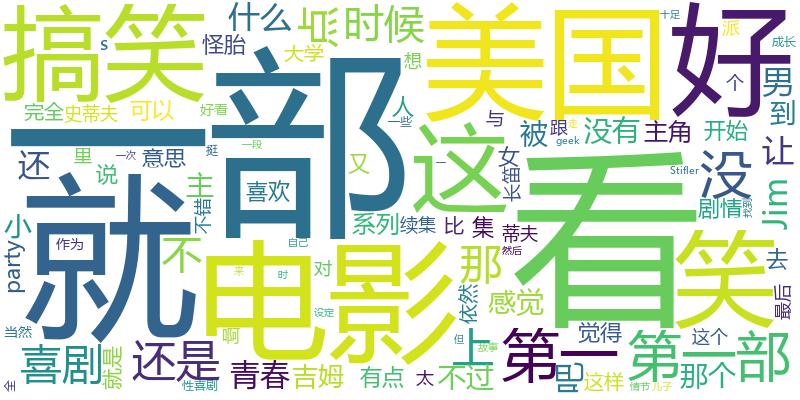 搞笑
怪胎
什么
s
大学
吧
时候
想
美国
好
十足
派
成长
个
男
到
完全
史蒂夫
可以
好看
人
一些
与
被
跟
geek
没有
主角
开始
让
一部
还
里
一次
意思
挺
一段
又
这
女
长笛
没
Stifler
剧情
Jim
找到
说
主
喜欢
小
不错
系列
续集
比
集
蒂夫
然后
看
就
party
作为
不
电影
自己
来
时
对
设定
那
依然
感觉
笑
去
最后
当然
喜剧
就是
还是
啊
上
但
故事
第一
觉得
这个
第一部
全
性喜剧
青春
吉姆
有点
太
不过
吧
这样
情节
儿子
那个